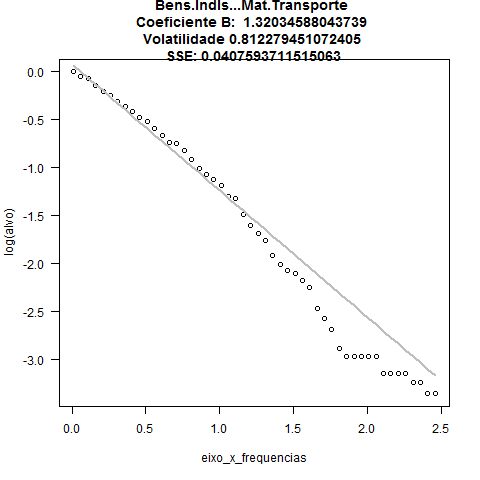 Bens.Indis...Mat.Transporte
Coeficiente B:  1.32034588043739
Volatilidade 0.812279451072405
SSE: 0.0407593711515063
0.0
-0.5
-1.0
-1.5
-2.0
-2.5
-3.0
log(alvo)
0.0 0.5 1.0 1.5 2.0 2.5
eixo_x_frequencias